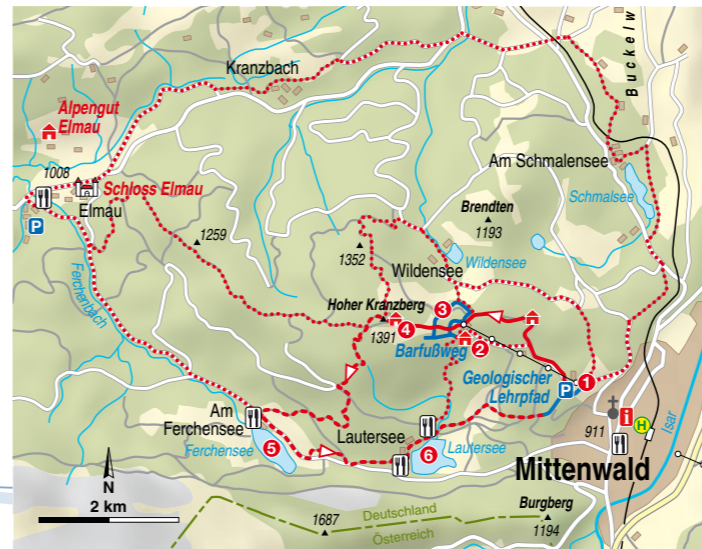 Kranzbach
Buckelw
Alpengut
Elmau
1008
Schloss Elmau
Elmau
P
Am Schmalensee
Schmalsee
Brendten
1193
1259
1352
Wildensee
Wildensee
Ferchenbach
Hoher Kranzberg
1391
3
4
2
Barfußweg
Geologischer
Lehrpfad
P
1
i
H
911
Isar
Am
Ferchensee
Ferchensee
5
Lautersee
6
Lautersee
Mittenwald
N
2 km
Deutschland
Österreich
1687
Burgberg
1194